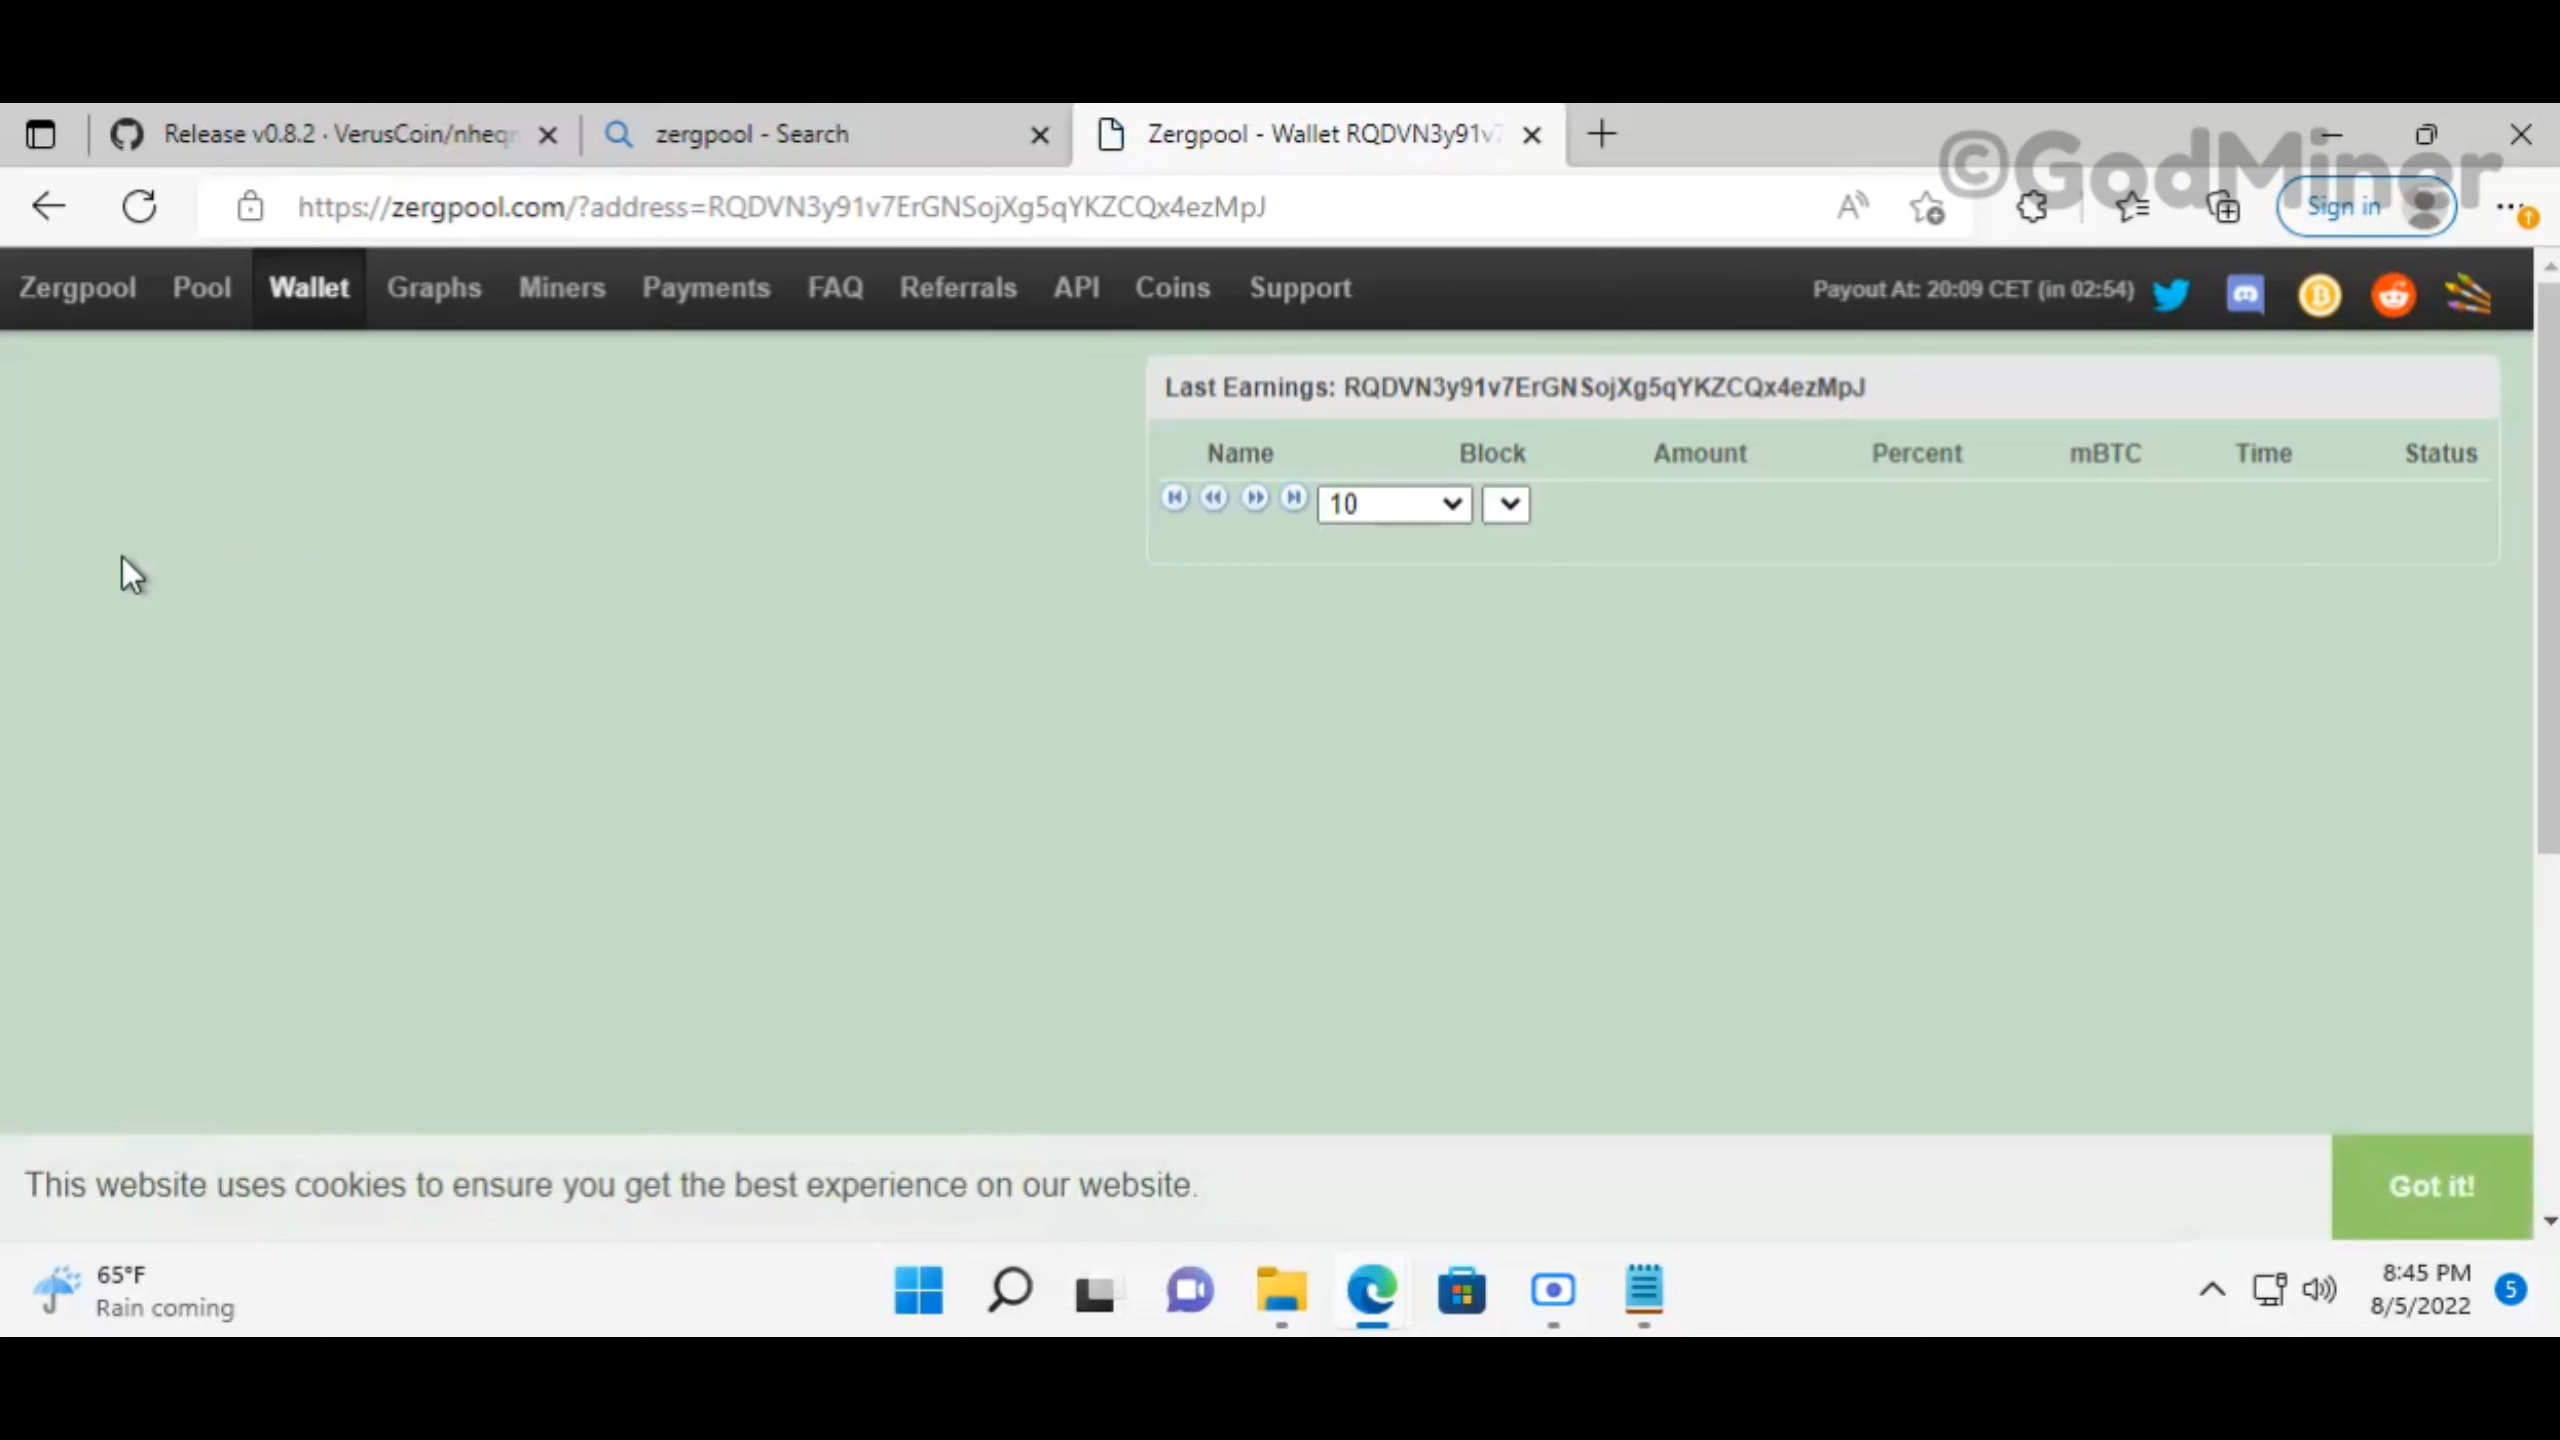 Release v0.8.2 · VerusCoin/nheq
zergpool - Search
Zergpool - Wallet RQDVN3y91v7
©GodMiner
https://zergpool.com/?address=RQDVN3y91v7ErGNSojXg5qYKZCQx4ezMpJ
Sign in
Zergpool Pool Wallet Graphs Miners Payments FAQ Referrals API Coins Support
Payout At: 20:09 CET (in 02:54)
Last Earnings: RQDVN3y91v7ErGNSojXg5qYKZCQx4ezMpJ
Name Block Amount Percent mBTC Time Status
10
This website uses cookies to ensure you get the best experience on our website.
Got it!
65°F
Rain coming
8:45 PM
8/5/2022
5